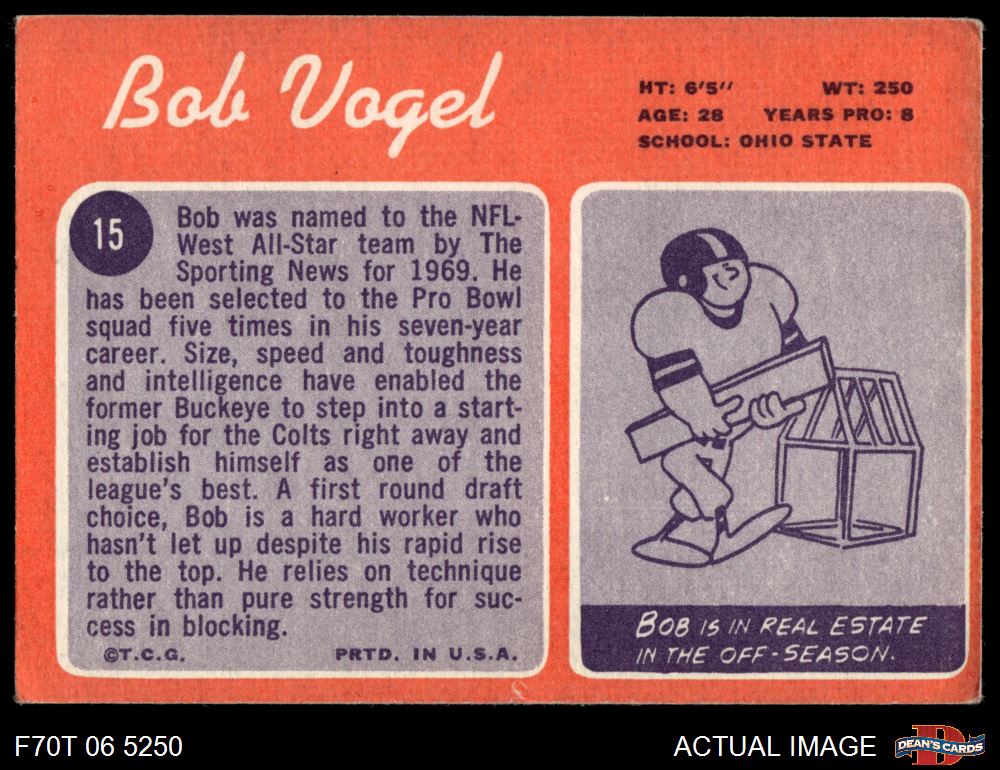 Bob Vogel
HT: 6'5" WT: 250
AGE: 28 YEARS PRO: 8
SCHOOL: OHIO STATE
15
Bob was named to the NFL-
West All-Star team by The
Sporting News for 1969. He
has been selected to the Pro Bowl
squad five times in his seven-year
career. Size, speed and toughness
and intelligence have enabled the
former Buckeye to step into a start-
ing job for the Colts right away and
establish himself as one of the
league's best. A first round draft
choice, Bob is a hard worker who
hasn't let up despite his rapid rise
to the top. He relies on technique
rather than pure strength for suc-
cess in blocking.
©T.C.G. PRTD. IN U.S.A.
BOB IS IN REAL ESTATE
IN THE OFF-SEASON.
F70T 06 5250
ACTUAL IMAGE
D
DEAN'S CARDS